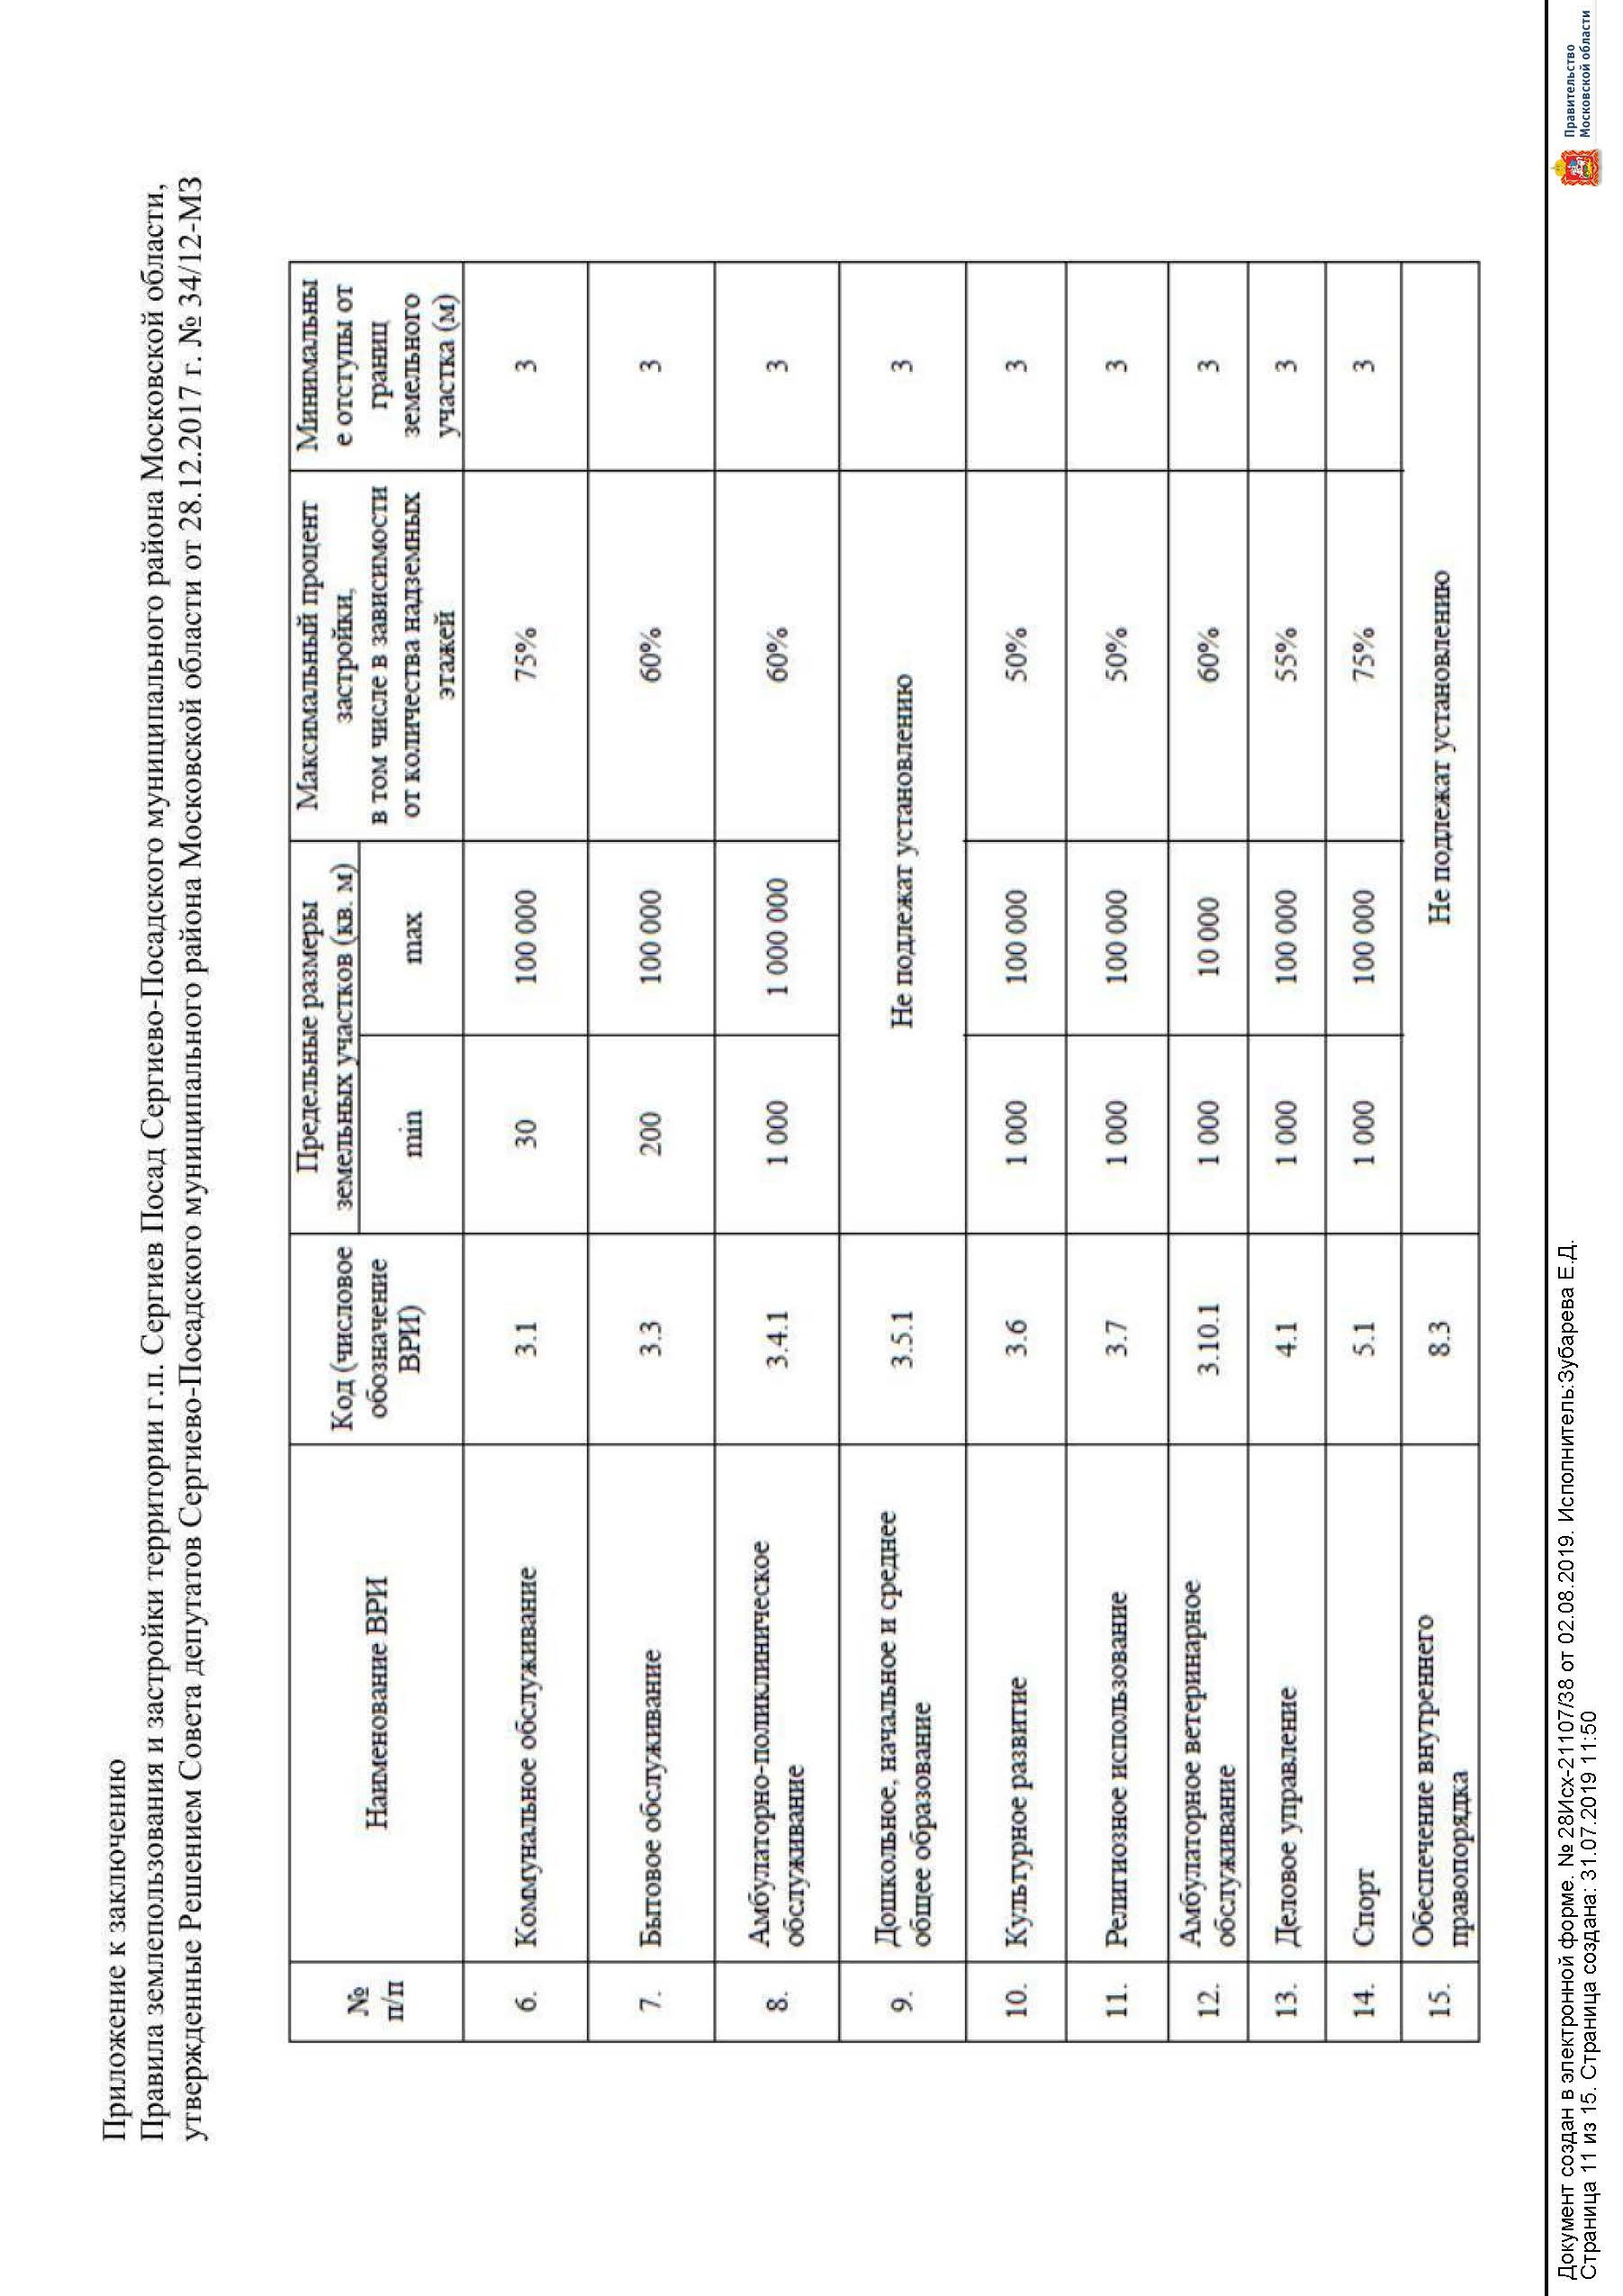 Приложение к заключению
Правила землепользования и застройки территории г.п. Сергиев Посад Сергиево-Посадского муниципального района Московской области,
утвержденные Решением Совета депутатов Сергиево-Посадского муниципального района Московской области от 28.12.2017 г. № 34/12-МЗ
№
п/п
Наименование ВРИ
Код (числовое
обозначение
ВРИ)
Предельные размеры
земельных участков (кв. м)
min
max
Максимальный процент
застройки,
в том числе в зависимости
от количества надземных
этажей
Минимальны
е отступы от
границ
земельного
участка (м)
6. Коммунальное обслуживание 3.1 30 100 000 75% 3
7. Бытовое обслуживание 3.3 200 100 000 60% 3
8. Амбулаторно-поликлиническое
обслуживание 3.4.1 1 000 1 000 000 60% 3
9. Дошкольное, начальное и среднее
общее образование 3.5.1 Не подлежат установлению 3
10. Культурное развитие 3.6 1 000 100 000 50% 3
11. Религиозное использование 3.7 1 000 100 000 50% 3
12. Амбулаторное ветеринарное
обслуживание 3.10.1 1 000 10 000 60% 3
13. Деловое управление 4.1 1 000 100 000 55% 3
14. Спорт 5.1 1 000 100 000 75% 3
15. Обеспечение внутреннего
правопорядка 8.3 Не подлежат установлению
Документ создан в электронной форме. № 28Исх-21107/38 от 02.08.2019. Исполнитель:Зубарева Е.Д.
Страница 11 из 15. Страница создана: 31.07.2019 11:50
Правительство
Московской области